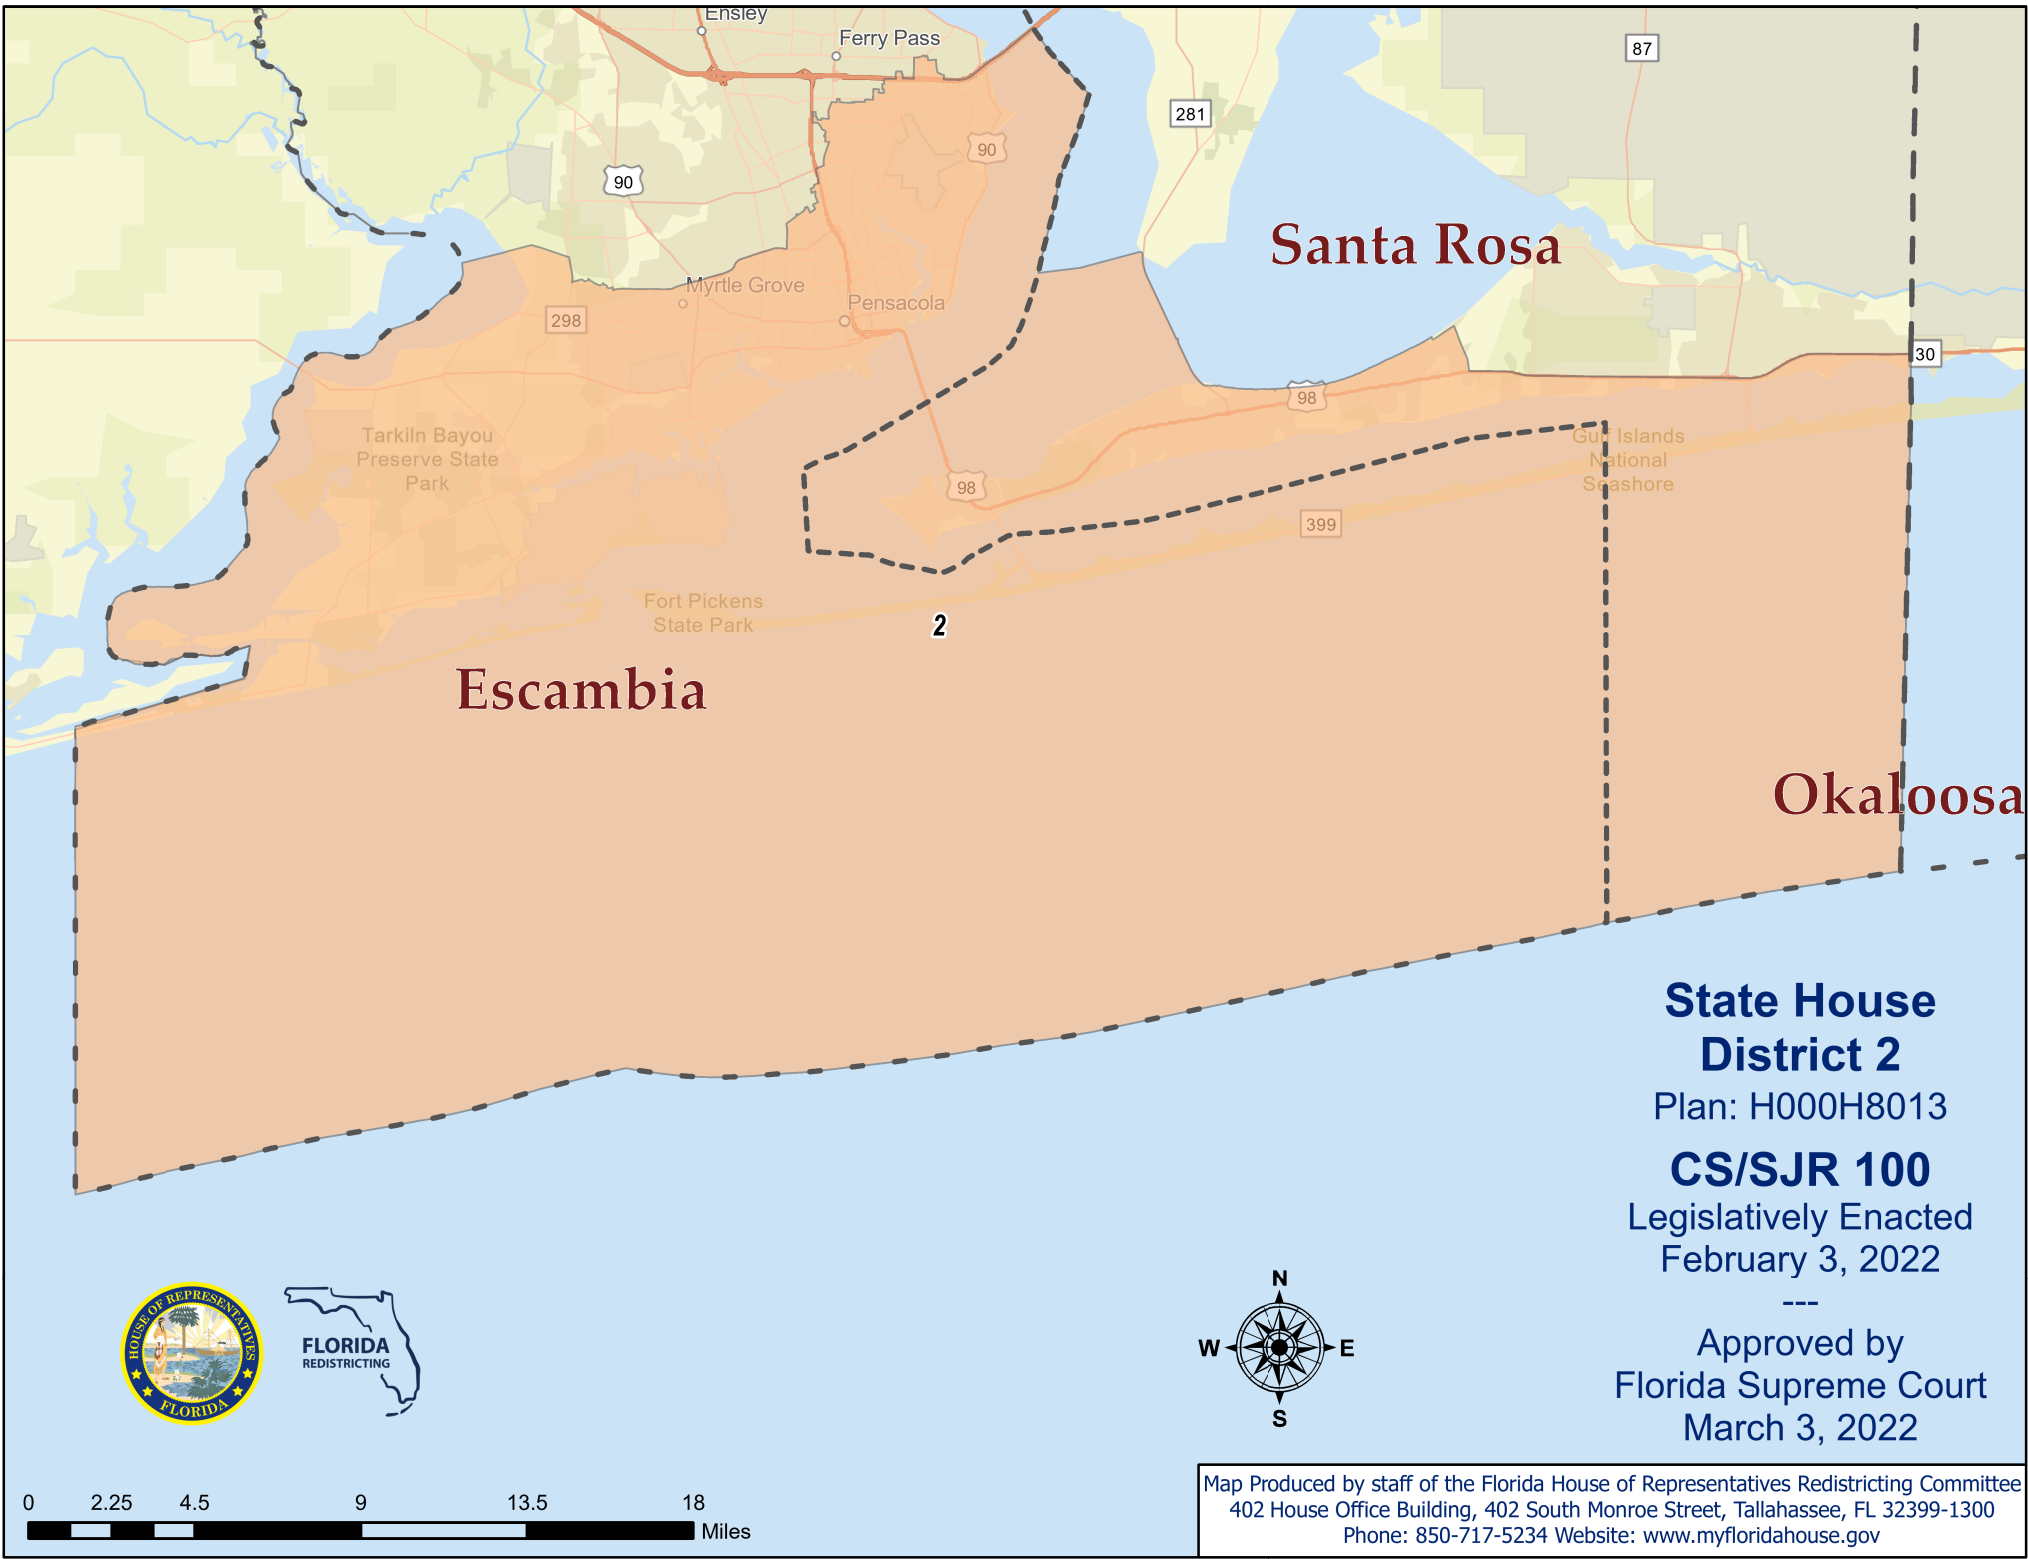 Ensley
Ferry Pass
87
281
90
90
Santa Rosa
Myrtle Grove
Pensacola
298
30
98
Tarkiln Bayou
Preserve State
Park
Gulf Islands
National
Seashore
98
399
Fort Pickens
State Park
2
Escambia
Okaloosa
State House
District 2
Plan: H000H8013
CS/SJR 100
Legislatively Enacted
February 3, 2022
---
Approved by
Florida Supreme Court
March 3, 2022
HOUSE OF REPRESENTATIVES
FLORIDA
FLORIDA
REDISTRICTING
N
W E
S
0 2.25 4.5 9 13.5 18
Miles
Map Produced by staff of the Florida House of Representatives Redistricting Committee
402 House Office Building, 402 South Monroe Street, Tallahassee, FL 32399-1300
Phone: 850-717-5234 Website: www.myfloridahouse.gov